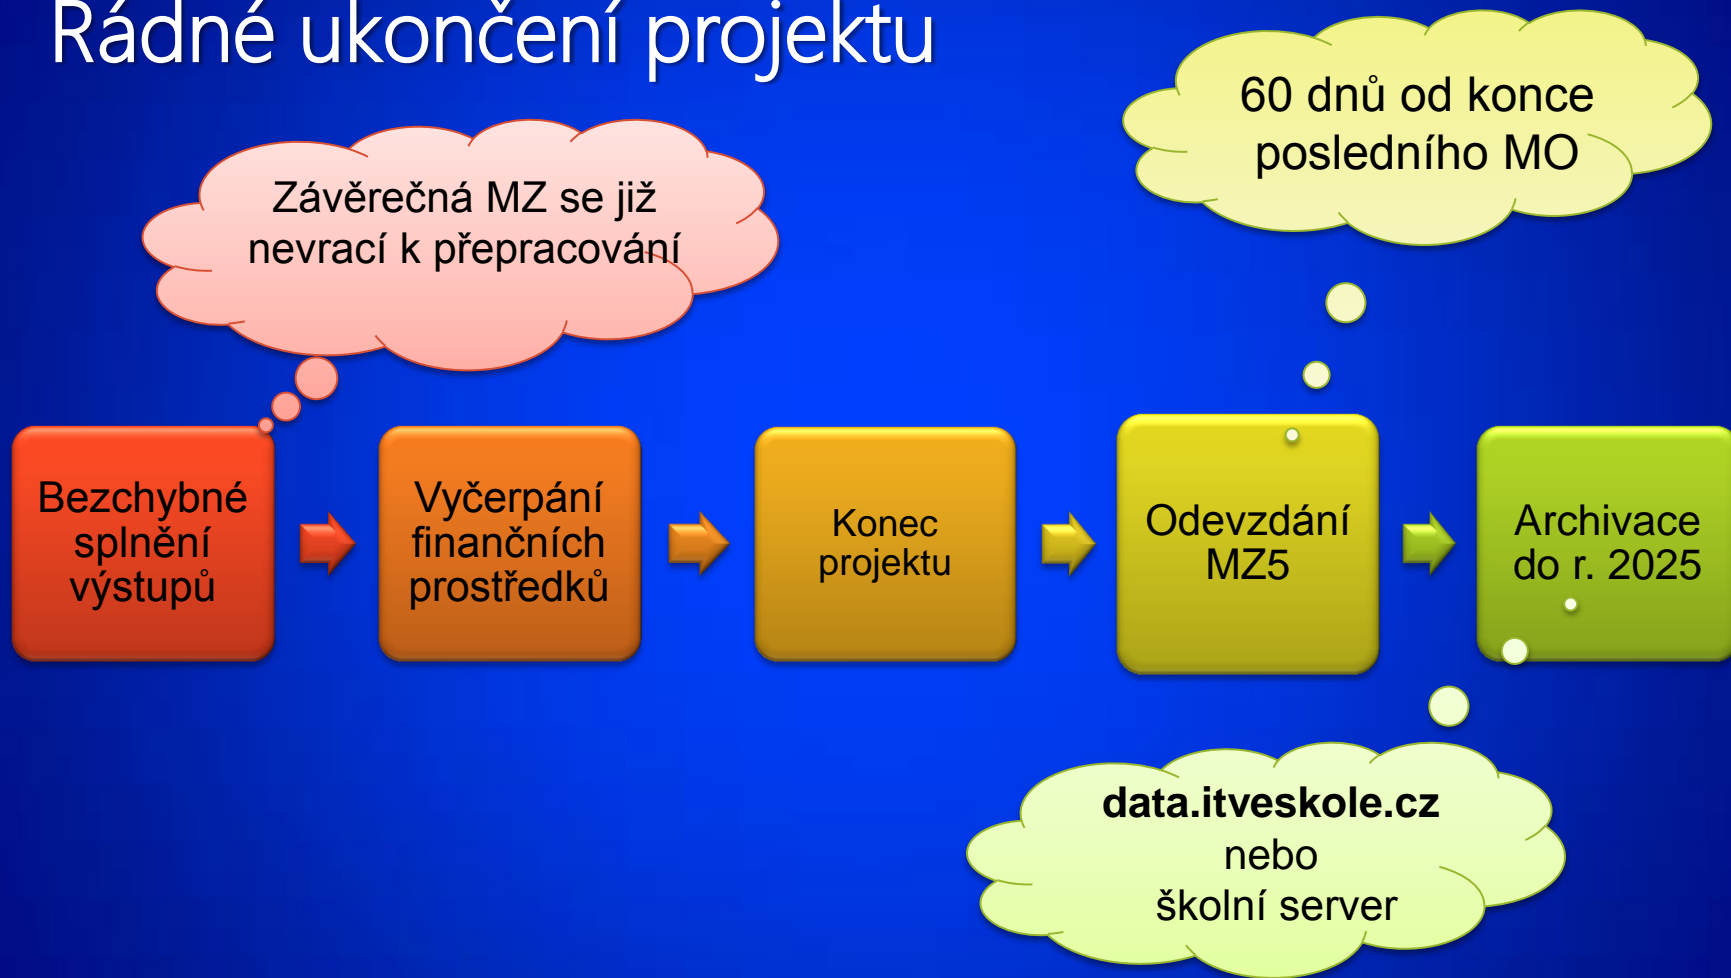 Řádné ukončení projektu
60 dnů od konce
posledního MO
Závěrečná MZ se již
nevrací k přepracování
Bezchybné
splnění
výstupů
Vyčerpání
finančních
prostředků
Konec
projektu
Odevzdání
MZ5
Archivace
do r. 2025
data.itveskole.cz
nebo
školní server